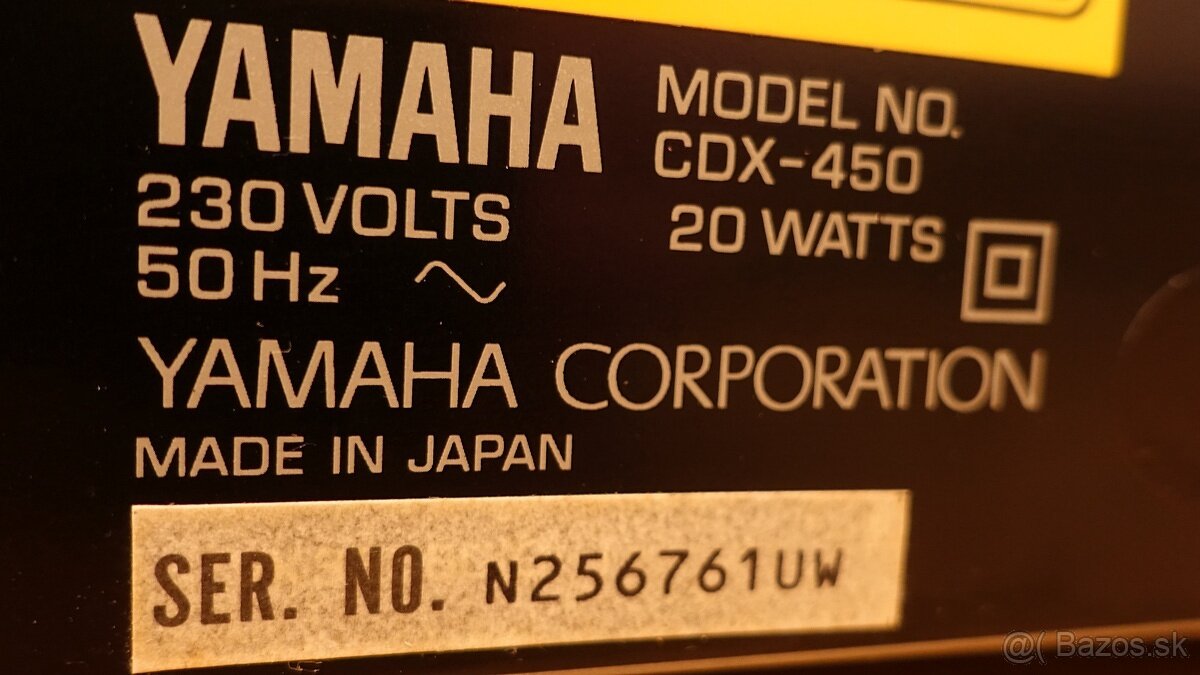 YAMAHA
MODEL NO.
CDX-450
230 VOLTS
20 WATTS
50 Hz
YAMAHA CORPORATION
MADE IN JAPAN
SER. NO. N256761UW
@( Bazos.sk